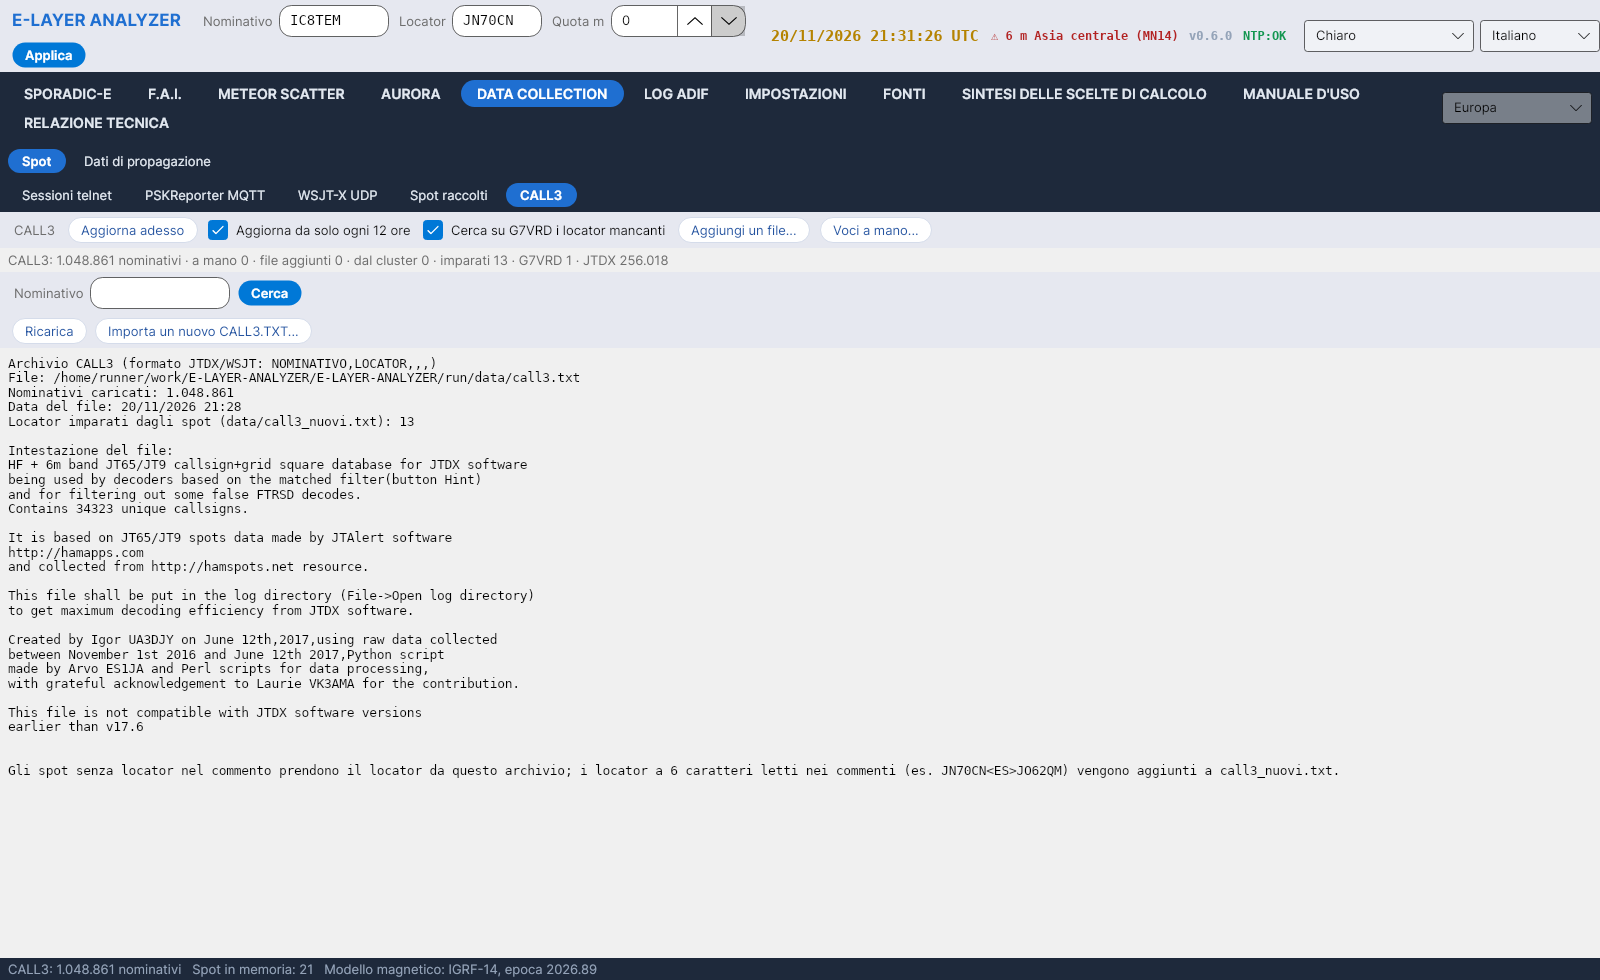 E-LAYER ANALYZER Nominativo IC8TEM Locator JN70CN Quota m 0
20/11/2026 21:31:26 UTC ⚠ 6 m Asia centrale (MN14) v0.6.0 NTP:OK Chiaro Italiano
Applica
SPORADIC-E F.A.I. METEOR SCATTER AURORA DATA COLLECTION LOG ADIF IMPOSTAZIONI FONTI SINTESI DELLE SCELTE DI CALCOLO MANUALE D'USO
Europa
RELAZIONE TECNICA
Spot Dati di propagazione
Sessioni telnet PSKReporter MQTT WSJT-X UDP Spot raccolti CALL3
CALL3 Aggiorna adesso Aggiorna da solo ogni 12 ore Cerca su G7VRD i locator mancanti Aggiungi un file... Voci a mano...
CALL3: 1.048.861 nominativi · a mano 0 · file aggiunti 0 · dal cluster 0 · imparati 13 · G7VRD 1 · JTDX 256.018
Nominativo Cerca
Ricarica Importa un nuovo CALL3.TXT...
Archivio CALL3 (formato JTDX/WSJT: NOMINATIVO,LOCATOR,,,)
File: /home/runner/work/E-LAYER-ANALYZER/E-LAYER-ANALYZER/run/data/call3.txt
Nominativi caricati: 1.048.861
Data del file: 20/11/2026 21:28
Locator imparati dagli spot (data/call3_nuovi.txt): 13
Intestazione del file:
HF + 6m band JT65/JT9 callsign+grid square database for JTDX software
being used by decoders based on the matched filter(button Hint)
and for filtering out some false FTRSD decodes.
Contains 34323 unique callsigns.
It is based on JT65/JT9 spots data made by JTAlert software
http://hamapps.com
and collected from http://hamspots.net resource.
This file shall be put in the log directory (File->Open log directory)
to get maximum decoding efficiency from JTDX software.
Created by Igor UA3DJY on June 12th,2017,using raw data collected
between November 1st 2016 and June 12th 2017,Python script
made by Arvo ES1JA and Perl scripts for data processing,
with grateful acknowledgement to Laurie VK3AMA for the contribution.
This file is not compatible with JTDX software versions
earlier than v17.6
Gli spot senza locator nel commento prendono il locator da questo archivio; i locator a 6 caratteri letti nei commenti (es. JN70CN<ES>JO62QM) vengono aggiunti a call3_nuovi.txt.
CALL3: 1.048.861 nominativi Spot in memoria: 21 Modello magnetico: IGRF-14, epoca 2026.89